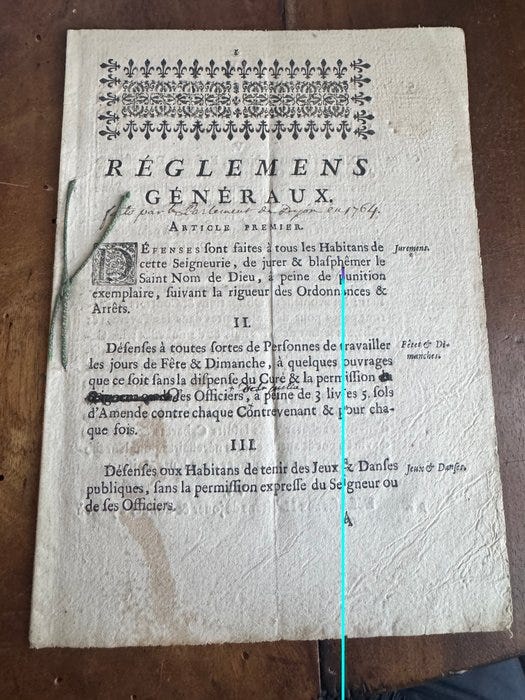 1
RÉGLEMENS
GÉNÉRAUX.
faits par le Parlement de Dijon en 1764.
ARTICLE PREMIER.
DÉFENSES sont faites à tous les Habitans de
Juremens.
cette Seigneurie, de jurer & blasphêmer le
Saint Nom de Dieu, à peine de punition
exemplaire, suivant la rigueur des Ordonnances &
Arrêts.
II.
Défenses à toutes sortes de Personnes de travailler
Fêtes & Di-
les jours de Fête & Dimanche, à quelques ouvrages
manches.
que ce soit sans la dispense du Curé & la permission
des Officiers, à peine de 3 livres 5. sols
d'Amende contre chaque Contrevenant & pour cha-
que fois.
III.
Défenses oux Habitans de tenir des Jeux & Danses
Jeux & Danses.
publiques, sans la permission expresse du Seigneur ou
de ses Officiers.
A